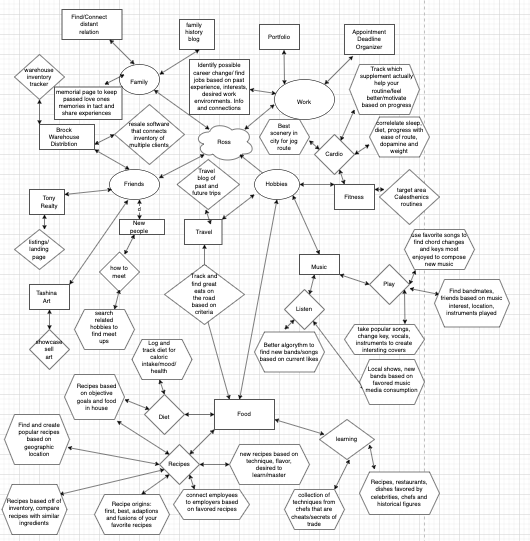 Find/Connect
distant
relation
family
history
blog
Portfolio
Appointment
Deadline
Organizer
warehouse
inventory
tracker
Family
Identify possible
career change/ find
jobs based on past
experience, interests,
desired work
environments. Info
and connections
Track which
supplement actually
help your
routine/feel
better/motivate
based on progress
memorial page to keep
passed love ones
memories in tact and
share experiences
Work
Brock
Warehouse
Distribtion
resale software that
connects inventory
of multiple
clients
Ross
Best
scenery in
city for jog
route
correlatate sleep,
diet, progress with
ease of route,
dopamine and
weight
Cardio
Friends
Travel
blog of
past and
future trips
Hobbies
Fitness
target area
Calesthenrics
routines
Tony
Realty
d
New
people
Travel
use favorite songs to
find chord changes
and keys most
enjoyed to compose
new music
listings/
landing
page
how to
meet
Music
Play
Track and
find great
eats on
the road
based on
criteria
Find bandmates,
friends based on music
interest, location,
instruments played
Tashina
Art
Listen
search
related
hobbies to
find meet
ups
take popular songs,
change key, vocals,
instruments to create
intersting covers
showcase
sell
art
Log and
track diet for
caloric
intake/mood/
health
Better algorithm to
find new bands/songs
based on current likes
Local shows, new
bands based on
favored music
media consumption
Recipes based
on objective
goals and food
in house
Diet
Food
Find and create
popular recipes
based on
geographic
location
learning
Recipes
new recipes based on
technique, flavor,
desired to
learn/master
Recipes based off of
inventory, compare
recipes with similar
ingredients
Recipe origins:
first, best, adaptions
and fusions of your
favorite recipes
connect employees
to employers based
on favored recipes
collection of
techniques from
chefs that are
cheats/secrets of
trade
Recipes, restaurants,
dishes favored by
celebrities, chefs and
historical figures